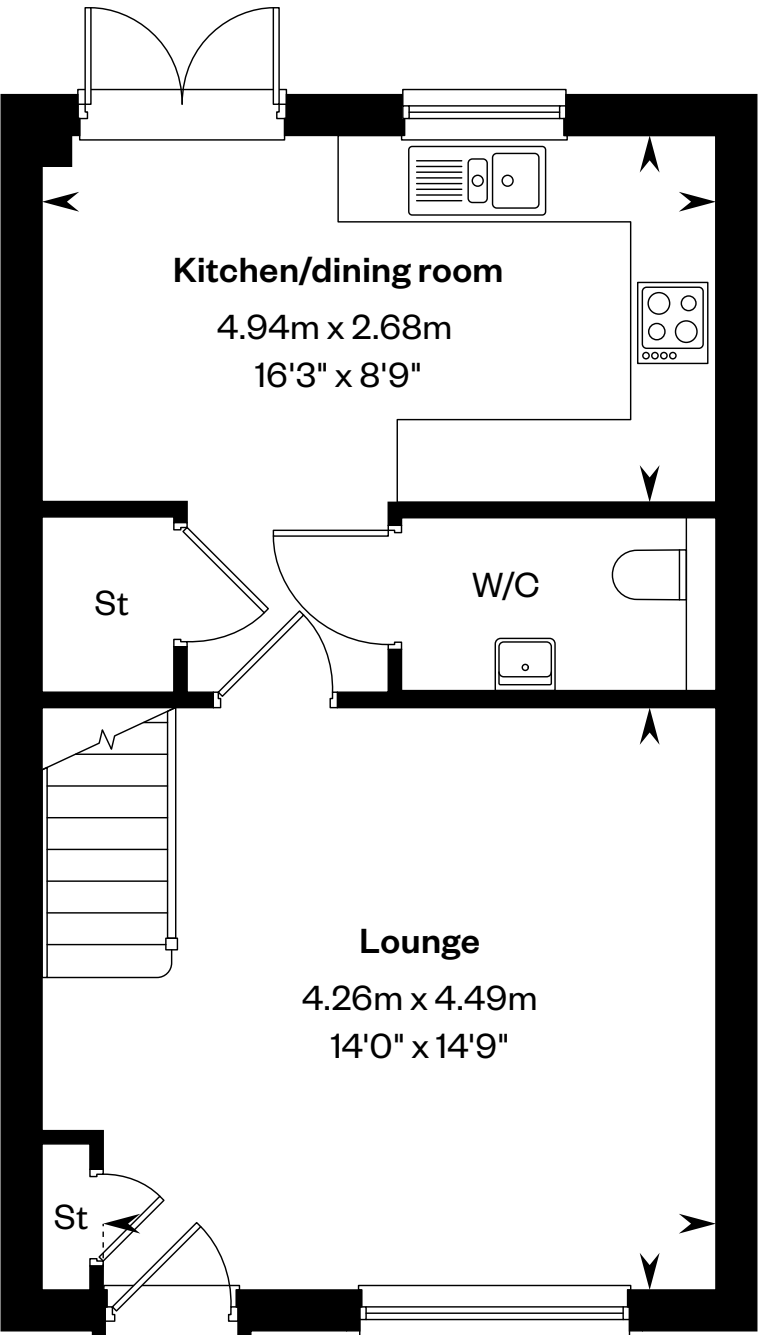 Kitchen/dining room
4.94m x 2.68m
16'3" x 8'9"
St
W/C
Lounge
4.26m x 4.49m
14'0" x 14'9"
St